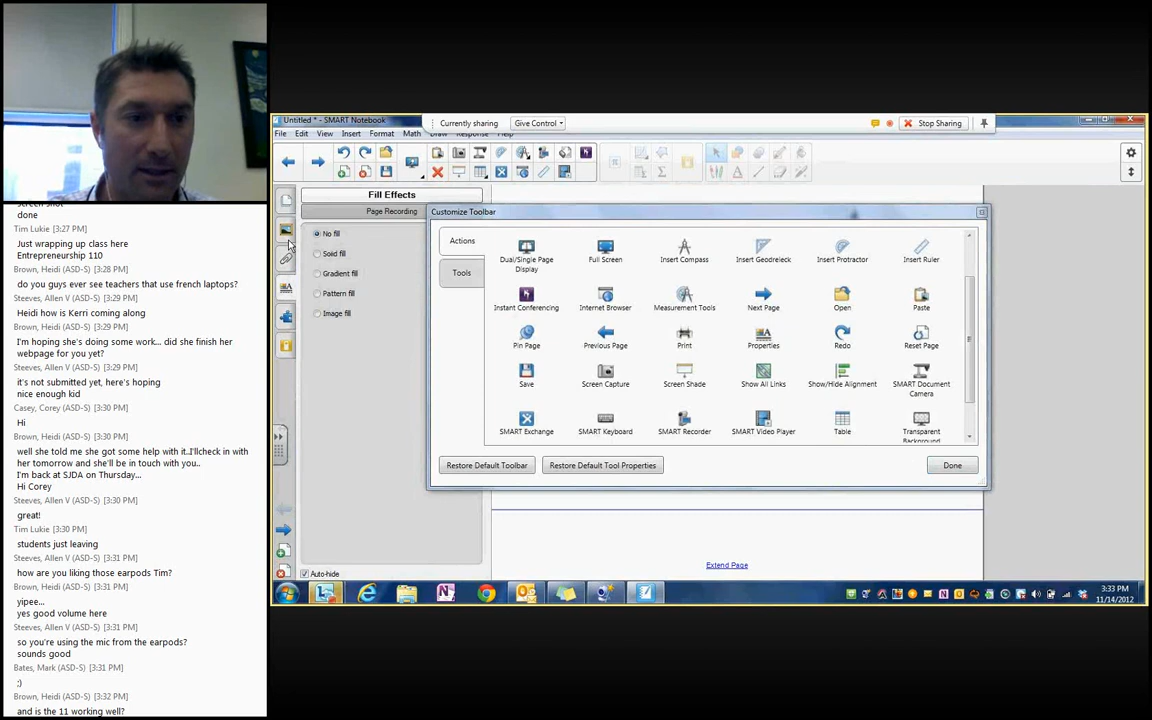 screen shot
done
Tim Lukie [3:27 PM]
Just wrapping up class here
Entrepreneurship 110
Brown, Heidi (ASD-S) [3:28 PM]
do you guys ever see teachers that use french laptops?
Steeves, Allen V (ASD-S) [3:29 PM]
Heidi how is Kerri coming along
Brown, Heidi (ASD-S) [3:29 PM]
I'm hoping she's doing some work... did she finish her
webpage for you yet?
Steeves, Allen V (ASD-S) [3:29 PM]
it's not submitted yet, here's hoping
nice enough kid
Casey, Corey (ASD-S) [3:30 PM]
Hi
Brown, Heidi (ASD-S) [3:30 PM]
well she told me she got some help with it..I'llcheck in with
her tomorrow and she'll be in touch with you..
I'm back at SJDA on Thursday...
Hi Corey
Steeves, Allen V (ASD-S) [3:30 PM]
great!
Tim Lukie [3:30 PM]
students just leaving
Steeves, Allen V (ASD-S) [3:31 PM]
how are you liking those earpods Tim?
Brown, Heidi (ASD-S) [3:31 PM]
yipee...
yes good volume here
Steeves, Allen V (ASD-S) [3:31 PM]
so you're using the mic from the earpods?
sounds good
Bates, Mark (ASD-S) [3:31 PM]
;)
Brown, Heidi (ASD-S) [3:32 PM]
and is the 11 working well?
Untitled * - SMART Notebook
Currently sharing
Give Control
Stop Sharing
File Edit View Insert Format Math Draw Response Help
Fill Effects
Page Recording
No fill
Solid fill
Gradient fill
Pattern fill
Image fill
Auto-hide
Customize Toolbar
Actions
Tools
Dual/Single Page Display
Full Screen
Insert Compass
Insert Geodreieck
Insert Protractor
Insert Ruler
Instant Conferencing
Internet Browser
Measurement Tools
Next Page
Open
Paste
Pin Page
Previous Page
Print
Properties
Redo
Reset Page
Save
Screen Capture
Screen Shade
Show All Links
Show/Hide Alignment
SMART Document Camera
SMART Exchange
SMART Keyboard
SMART Recorder
SMART Video Player
Table
Transparent Background
Restore Default Toolbar
Restore Default Tool Properties
Done
Extend Page
3:33 PM
11/14/2012